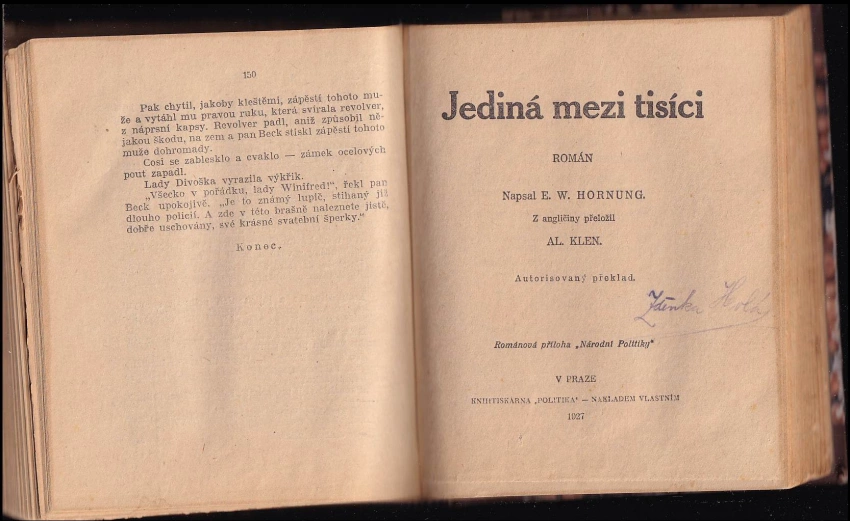 150
Pak chytil, jakoby kleštěmi, zápěstí tohoto mu-
že a vytáhl mu pravou ruku, která svírala revolver,
z náprsní kapsy. Revolver padl, aniž způsobil ně-
jakou škodu, na zem a pan Beck stiskl zápěstí tohoto
muže dohromady.
Cosi se zablesklo a cvaklo — zámek ocelových
pout zapadl.
Lady Divoška vyrazila výkřik.
„Všecko v pořádku, lady Winifred!“, řekl pan
Beck upokojivě. „Je to známý lupič, stíhaný již
dlouho policií. A zde v této brašně naleznete jistě,
dobře uschovány, své krásné svatební šperky.“
Konec.
Jediná mezi tisíci
ROMÁN
Napsal E. W. HORNUNG.
Z angličiny přeložil
AL. KLEN.
Autorisovaný překlad.
Zdenka
Románová příloha „Národní Politiky“
V PRAZE
KNIHTISKÁRNA „POLITIKA“ — NÁKLADEM VLASTNÍM
1927